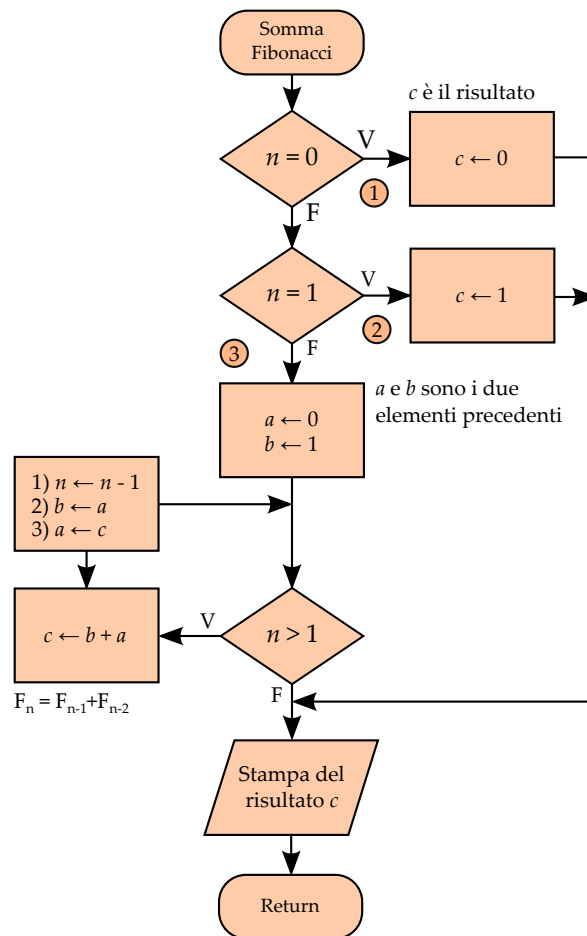 Somma
Fibonacci
c è il risultato
n = 0
V
c ← 0
1
F
n = 1
V
c ← 1
2
3
F
a ← 0
b ← 1
a e b sono i due
elementi precedenti
1) n ← n - 1
2) b ← a
3) a ← c
n > 1
V
c ← b + a
Fn = Fn-1+Fn-2
F
Stampa del
risultato c
Return